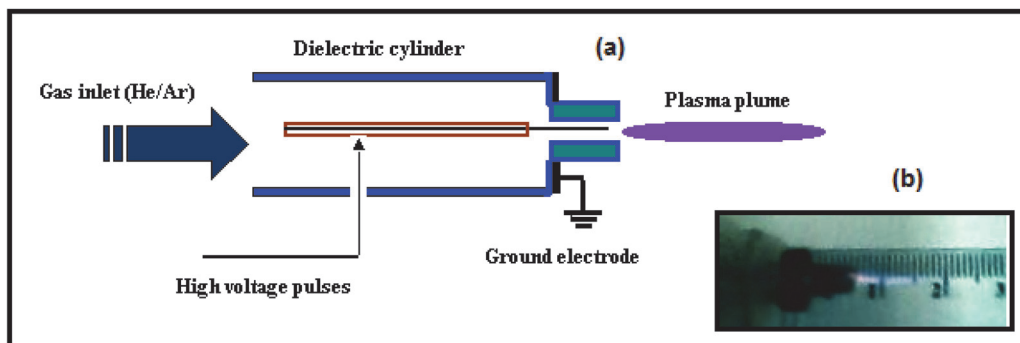 (a)
Dielectric cylinder
Gas inlet (He/Ar)
Plasma plume
(b)
Ground electrode
High voltage pulses
1 2 3